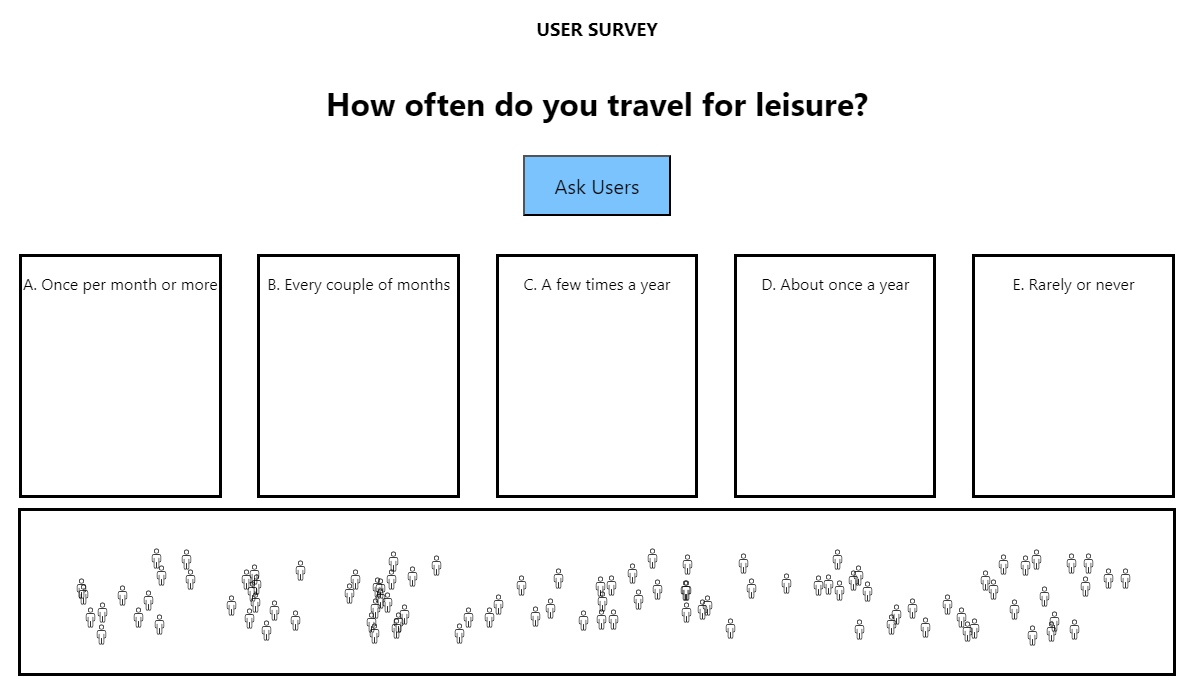 USER SURVEY
How often do you travel for leisure?
Ask Users
A. Once per month or more
B. Every couple of months
C. A few times a year
D. About once a year
E. Rarely or never